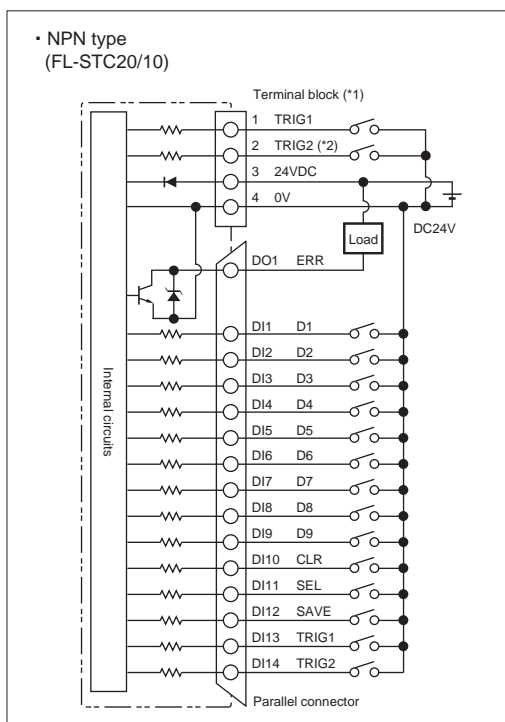 ・NPN type
(FL-STC20/10)
Terminal block (*1)
1 TRIG1
2 TRIG2 (*2)
3 24VDC
4 0V
DC24V
Load
DO1 ERR
DI1 D1
DI2 D2
DI3 D3
DI4 D4
DI5 D5
DI6 D6
DI7 D7
DI8 D8
DI9 D9
DI10 CLR
DI11 SEL
DI12 SAVE
DI13 TRIG1
DI14 TRIG2
Internal circuits
Parallel connector